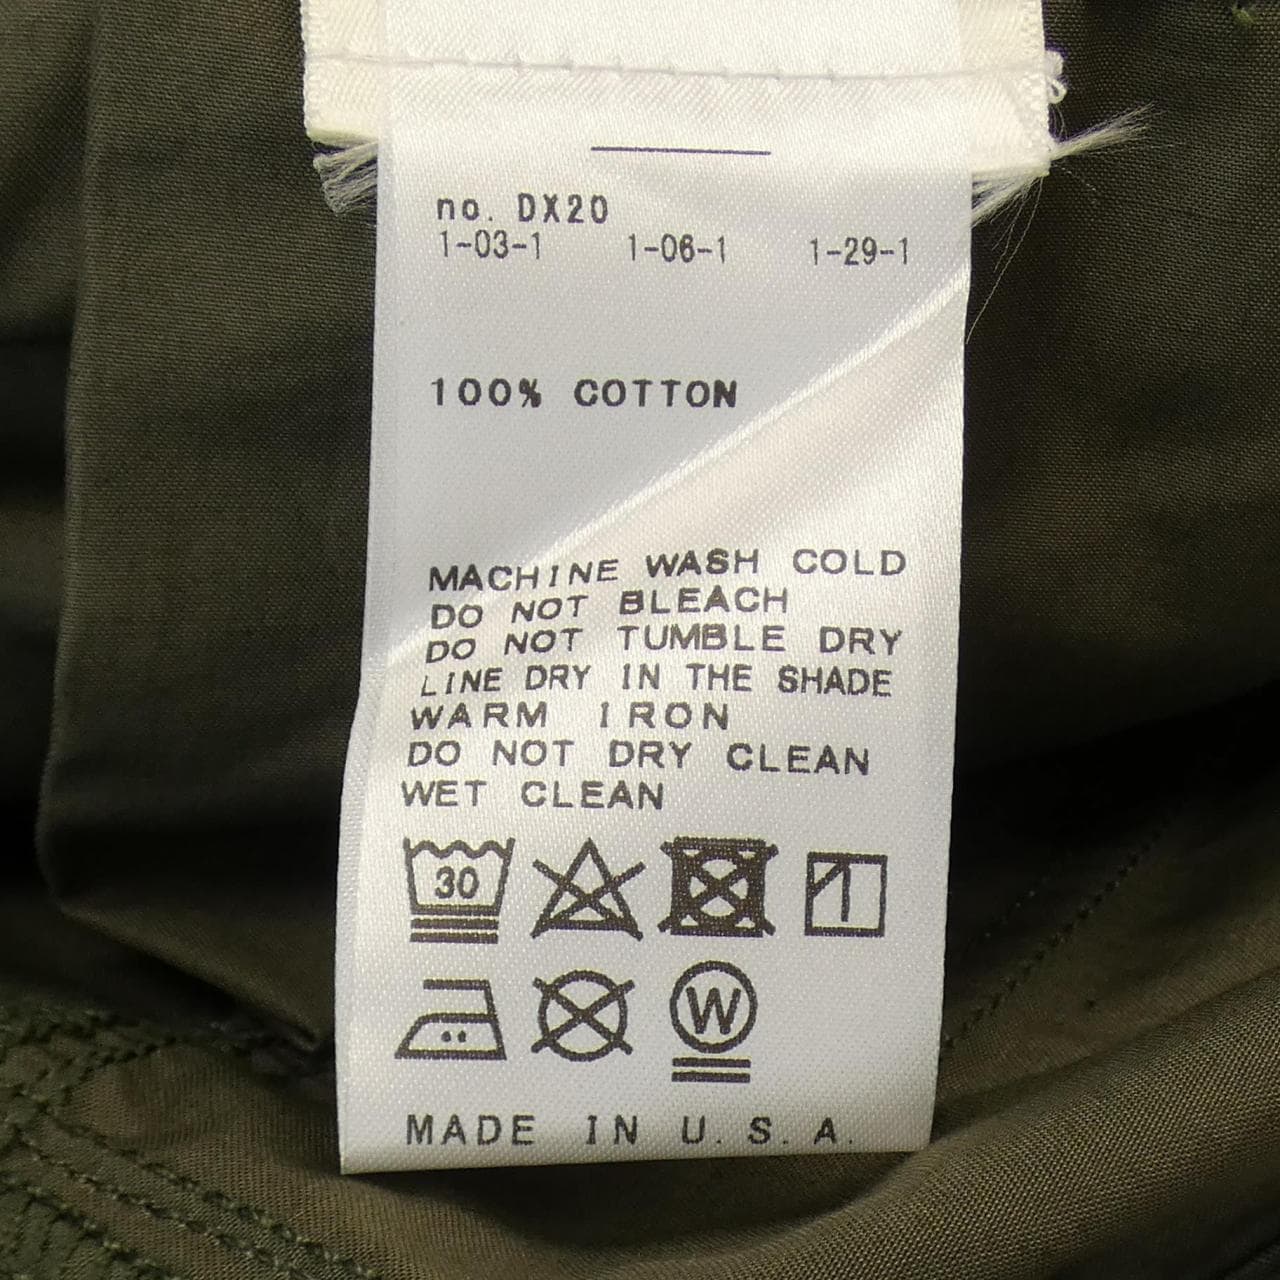 no. DX20
1-03-1 1-06-1 1-29-1
100% COTTON
MACHINE WASH COLD
DO NOT BLEACH
DO NOT TUMBLE DRY
LINE DRY IN THE SHADE
WARM IRON
DO NOT DRY CLEAN
WET CLEAN
30
W
MADE IN U.S.A.